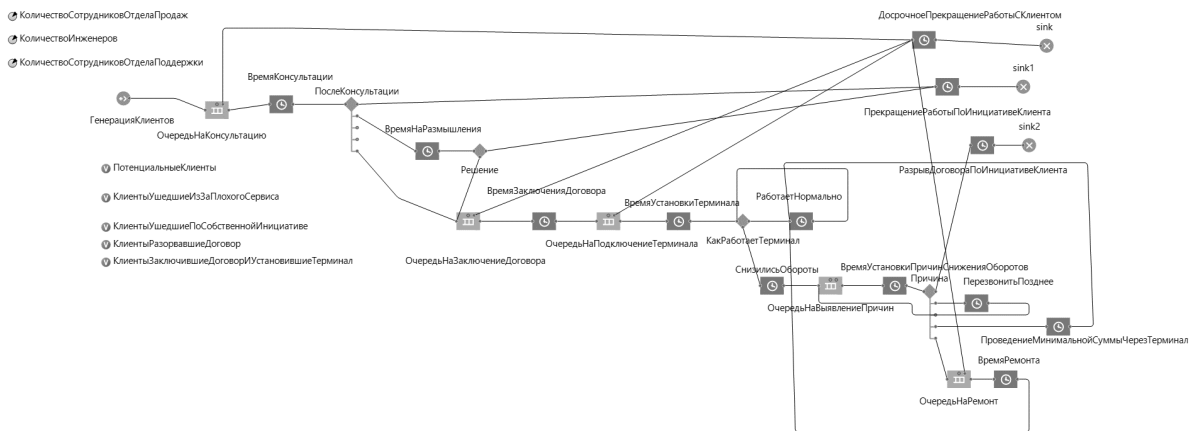 КоличествоСотрудниковОтделаПродаж
ДосрочноеПрекращениеРаботыСКлиентом
sink
КоличествоИнженеров
КоличествоСотрудниковОтделаПоддержки
sink1
ВремяКонсультации
ПослеКонсультации
ГенерацияКлиентов
ПрекращениеРаботыПоИнициативеКлиента
ОчередьНаКонсультацию
ВремяНаРазмышления
sink2
ПотенциальныеКлиенты
Решение
РазрывДоговораПоИнициативеКлиента
ВремяЗаключенияДоговора
КлиентыУшедшиеИзЗаПлохогоСервиса
ВремяУстановкиТерминала
РаботаетНормально
КлиентыУшедшиеПоСобственнойИнициативе
КлиентыРазорвавшиеДоговор
ОчередьНаПодключениеТерминала
КакРаботаетТерминал
КлиентыЗаключившиеДоговорИУстановившиеТерминал
ОчередьНаЗаключениеДоговора
СнизилисьОбороты
ВремяУстановкиПричинСниженияОборотов
Причина
ПерезвонитьПозднее
ОчередьНаВыявлениеПричин
ПроведениеМинимальнойСуммыЧерезТерминал
ВремяРемонта
ОчередьНаРемонт